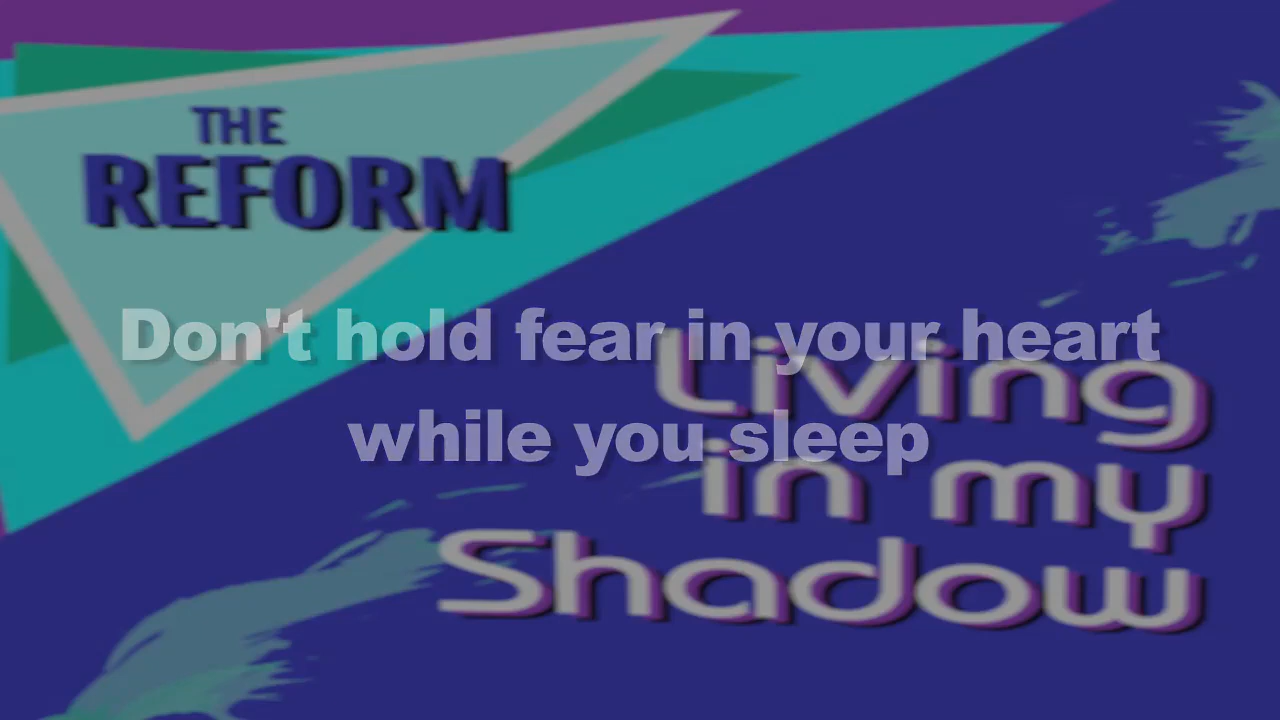 THE
REFORM
Don't hold fear in your heart
while you sleep
Living
in my
Shadow